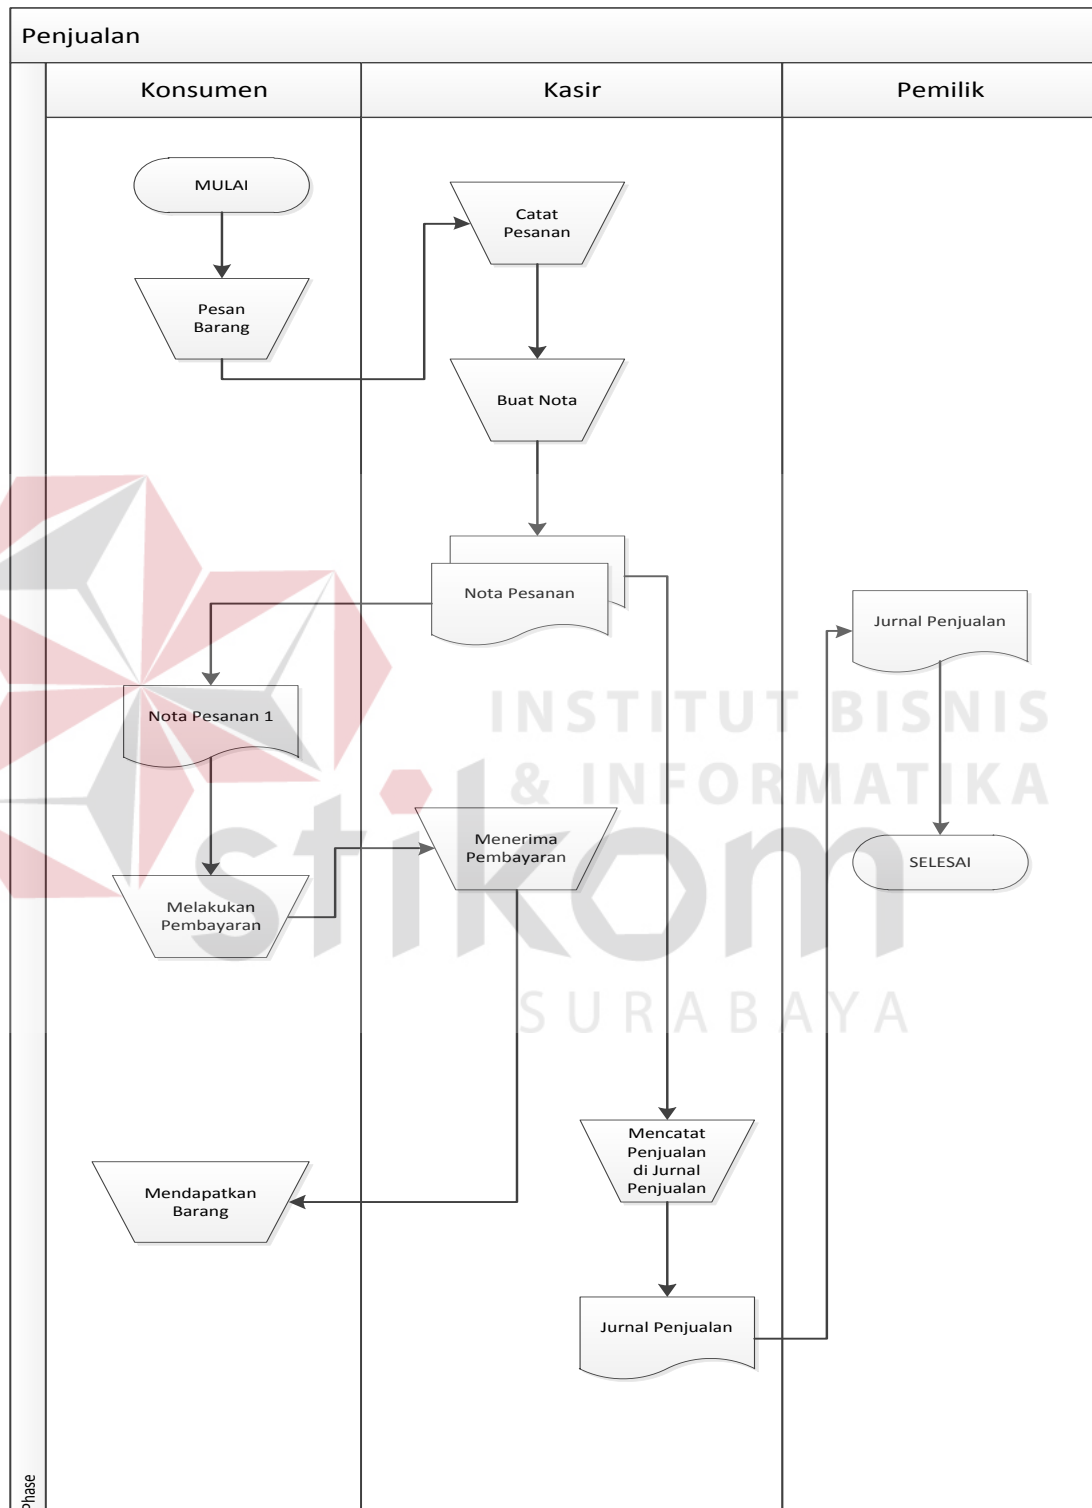 Penjualan
Konsumen
Kasir
Pemilik
MULAI
Catat
Pesanan
Pesan
Barang
Buat Nota
Nota Pesanan
Jurnal Penjualan
Nota Pesanan 1
INSTITUT BISNIS
& INFORMATIKA
stikom
SURABAYA
Menerima
Pembayaran
SELESAI
Melakukan
Pembayaran
Mencatat
Penjualan
di Jurnal
Penjualan
Mendapatkan
Barang
Jurnal Penjualan
Phase